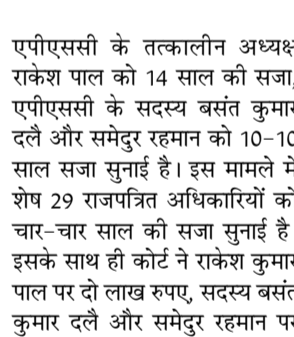 एपीएससी के तत्कालीन अध्यक्ष
राकेश पाल को 14 साल की सजा,
एपीएससी के सदस्य बसंत कुमार
दलै और समेदुर रहमान को 10-10
साल सजा सुनाई है। इस मामले में
शेष 29 राजपत्रित अधिकारियों को
चार-चार साल की सजा सुनाई है
इसके साथ ही कोर्ट ने राकेश कुमार
पाल पर दो लाख रुपए, सदस्य बसंत
कुमार दलै और समेदुर रहमान पर